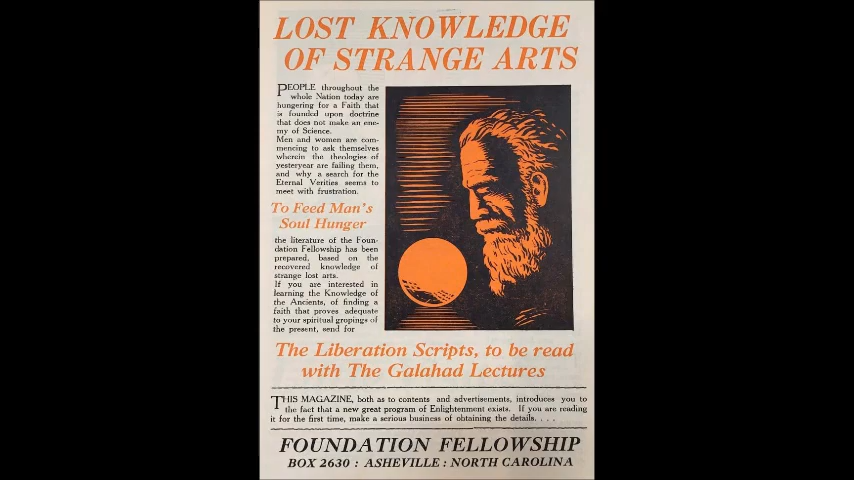 LOST KNOWLEDGE
OF STRANGE ARTS
PEOPLE throughout the
whole Nation today are
hungering for a Faith that
is founded upon doctrine
that does not make an ene-
my of Science.
Men and women are com-
mencing to ask themselves
wherein the theologies of
yesteryear are failing them,
and why a search for the
Eternal Verities seems to
meet with frustration.
To Feed Man's
Soul Hunger
the literature of the Foun-
dation Fellowship has been
prepared, based on the
recovered knowledge of
strange lost arts.
If you are interested in
learning the Knowledge of
the Ancients, of finding a
faith that proves adequate
to your spiritual gropings of
the present, send for
The Liberation Scripts, to be read
with The Galahad Lectures
THIS MAGAZINE, both as to contents and advertisements, introduces you to
the fact that a new great program of Enlightenment exists. If you are reading
it for the first time, make a serious business of obtaining the details. . . .
FOUNDATION FELLOWSHIP
BOX 2630 : ASHEVILLE : NORTH CAROLINA